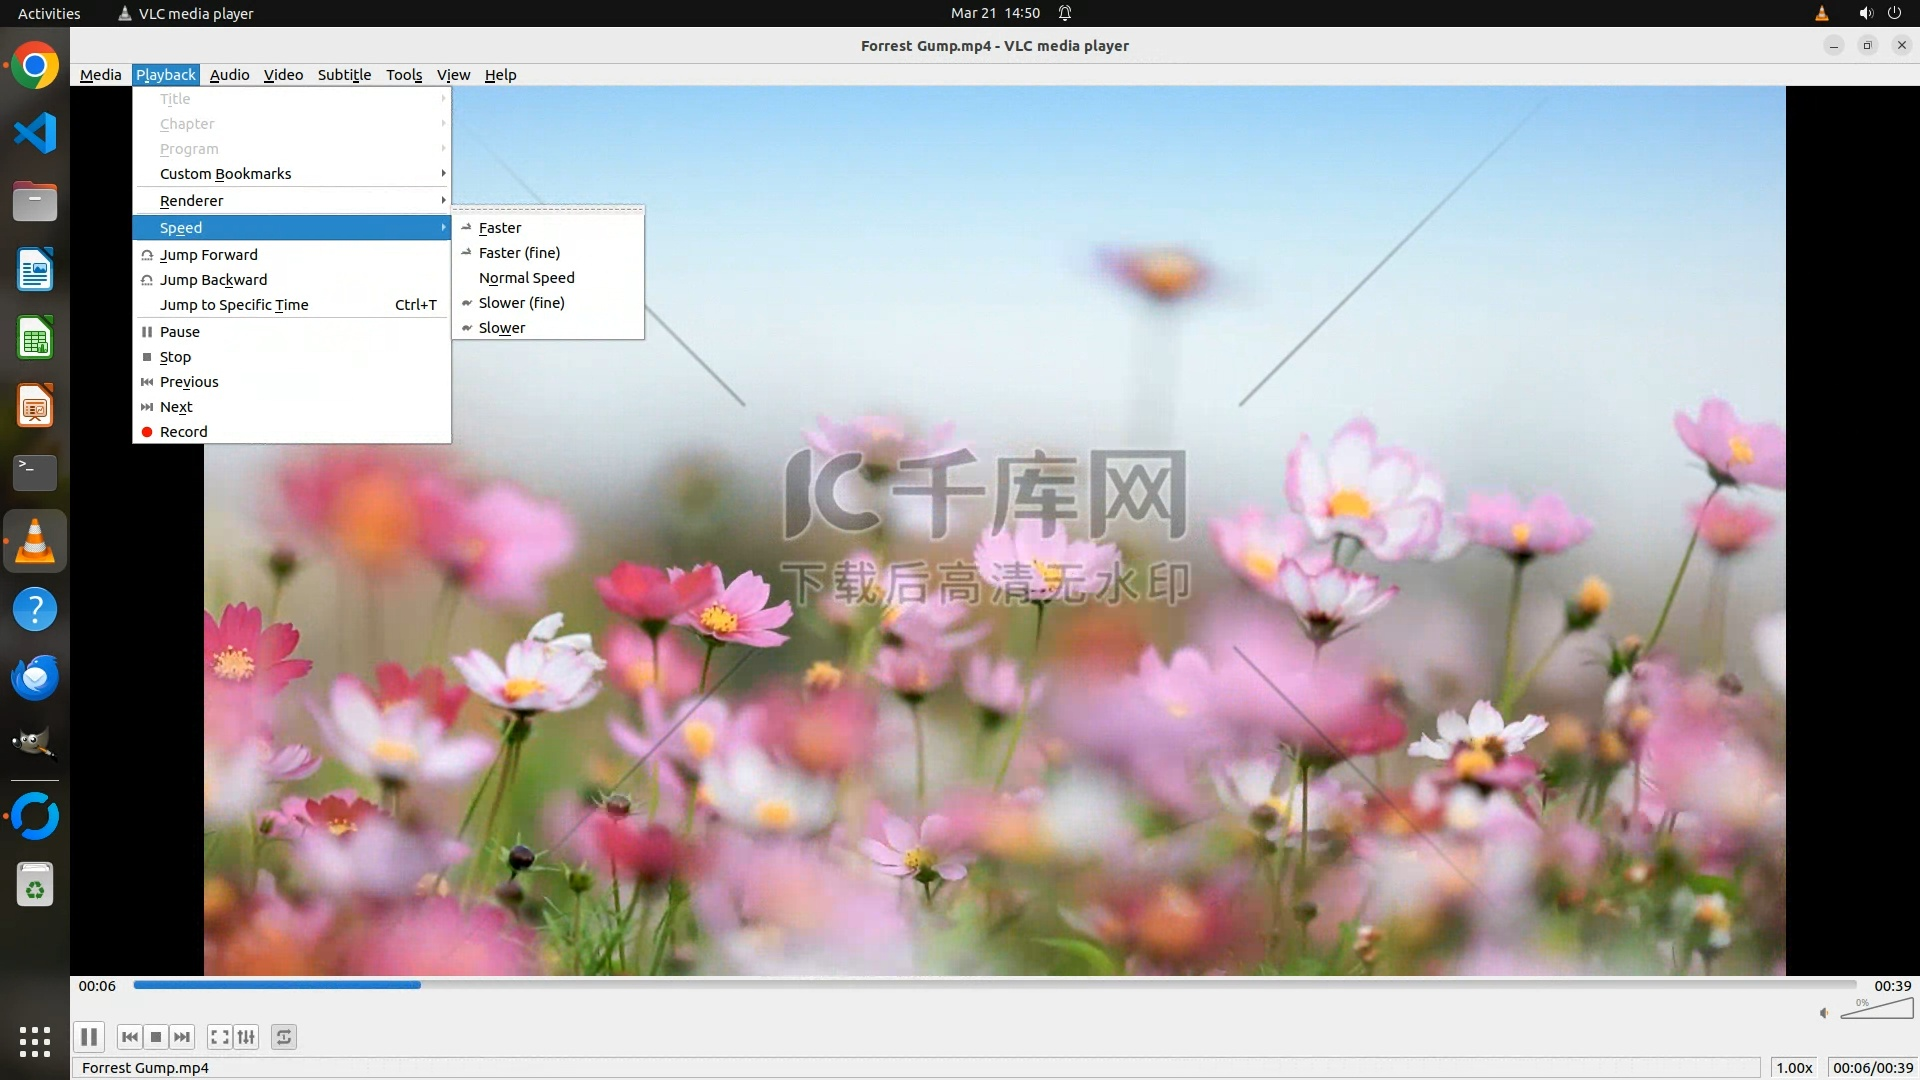 Activities
VLC media player
Mar 21 14:50
Forrest Gump.mp4 - VLC media player
Media Playback Audio Video Subtitle Tools View Help
Title
Chapter
Program
Custom Bookmarks
Renderer
Speed
Jump Forward
Jump Backward
Jump to Specific Time Ctrl+T
Pause
Stop
Previous
Next
Record
Faster
Faster (fine)
Normal Speed
Slower (fine)
Slower
IC千库网
下载后高清无水印
00:06
00:39
0%
Forrest Gump.mp4
1.00x
00:06/00:39